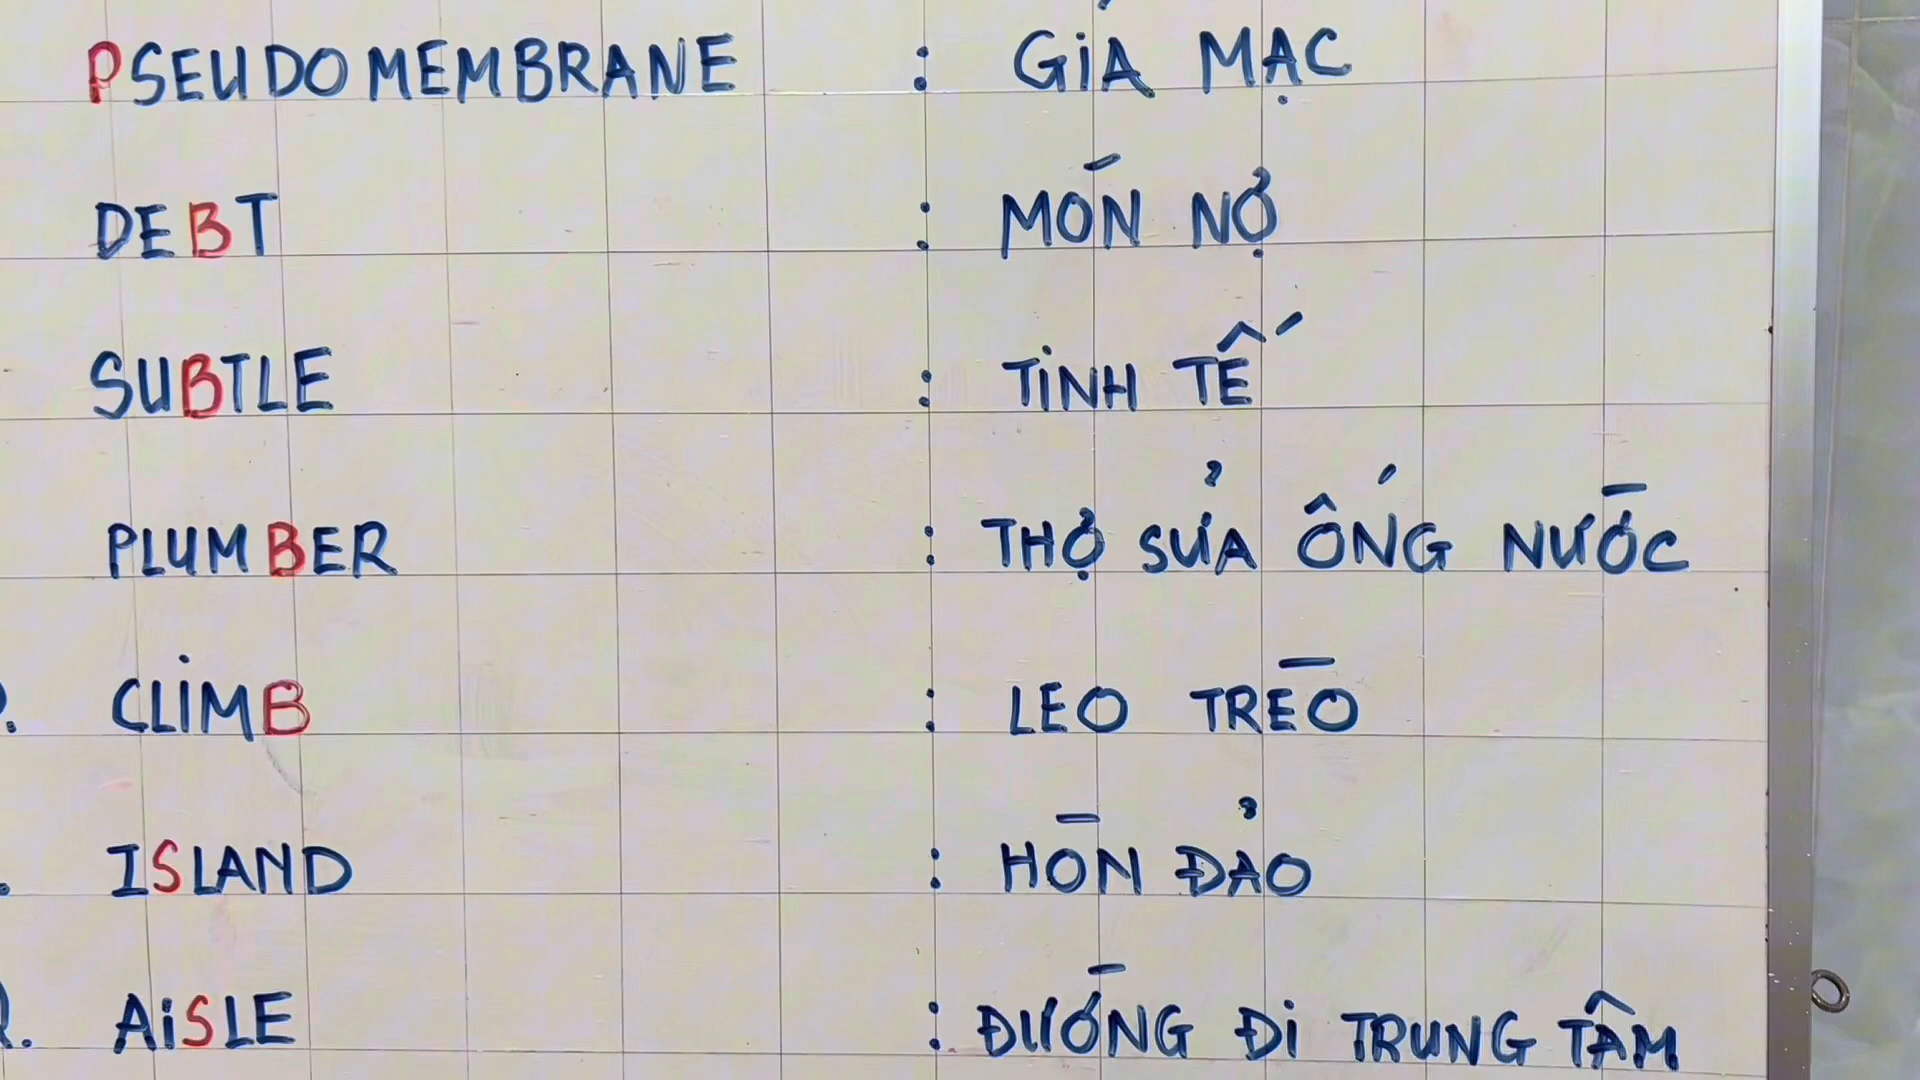 PSEUDOMEMBRANE : GIẢ MẠC
DEBT : MÓN NỢ
SUBTLE : TINH TẾ
PLUMBER : THỢ SỬA ỐNG NƯỚC
CLIMB : LEO TRÈO
ISLAND : HÒN ĐẢO
AISLE : ĐƯỜNG ĐI TRUNG TÂM